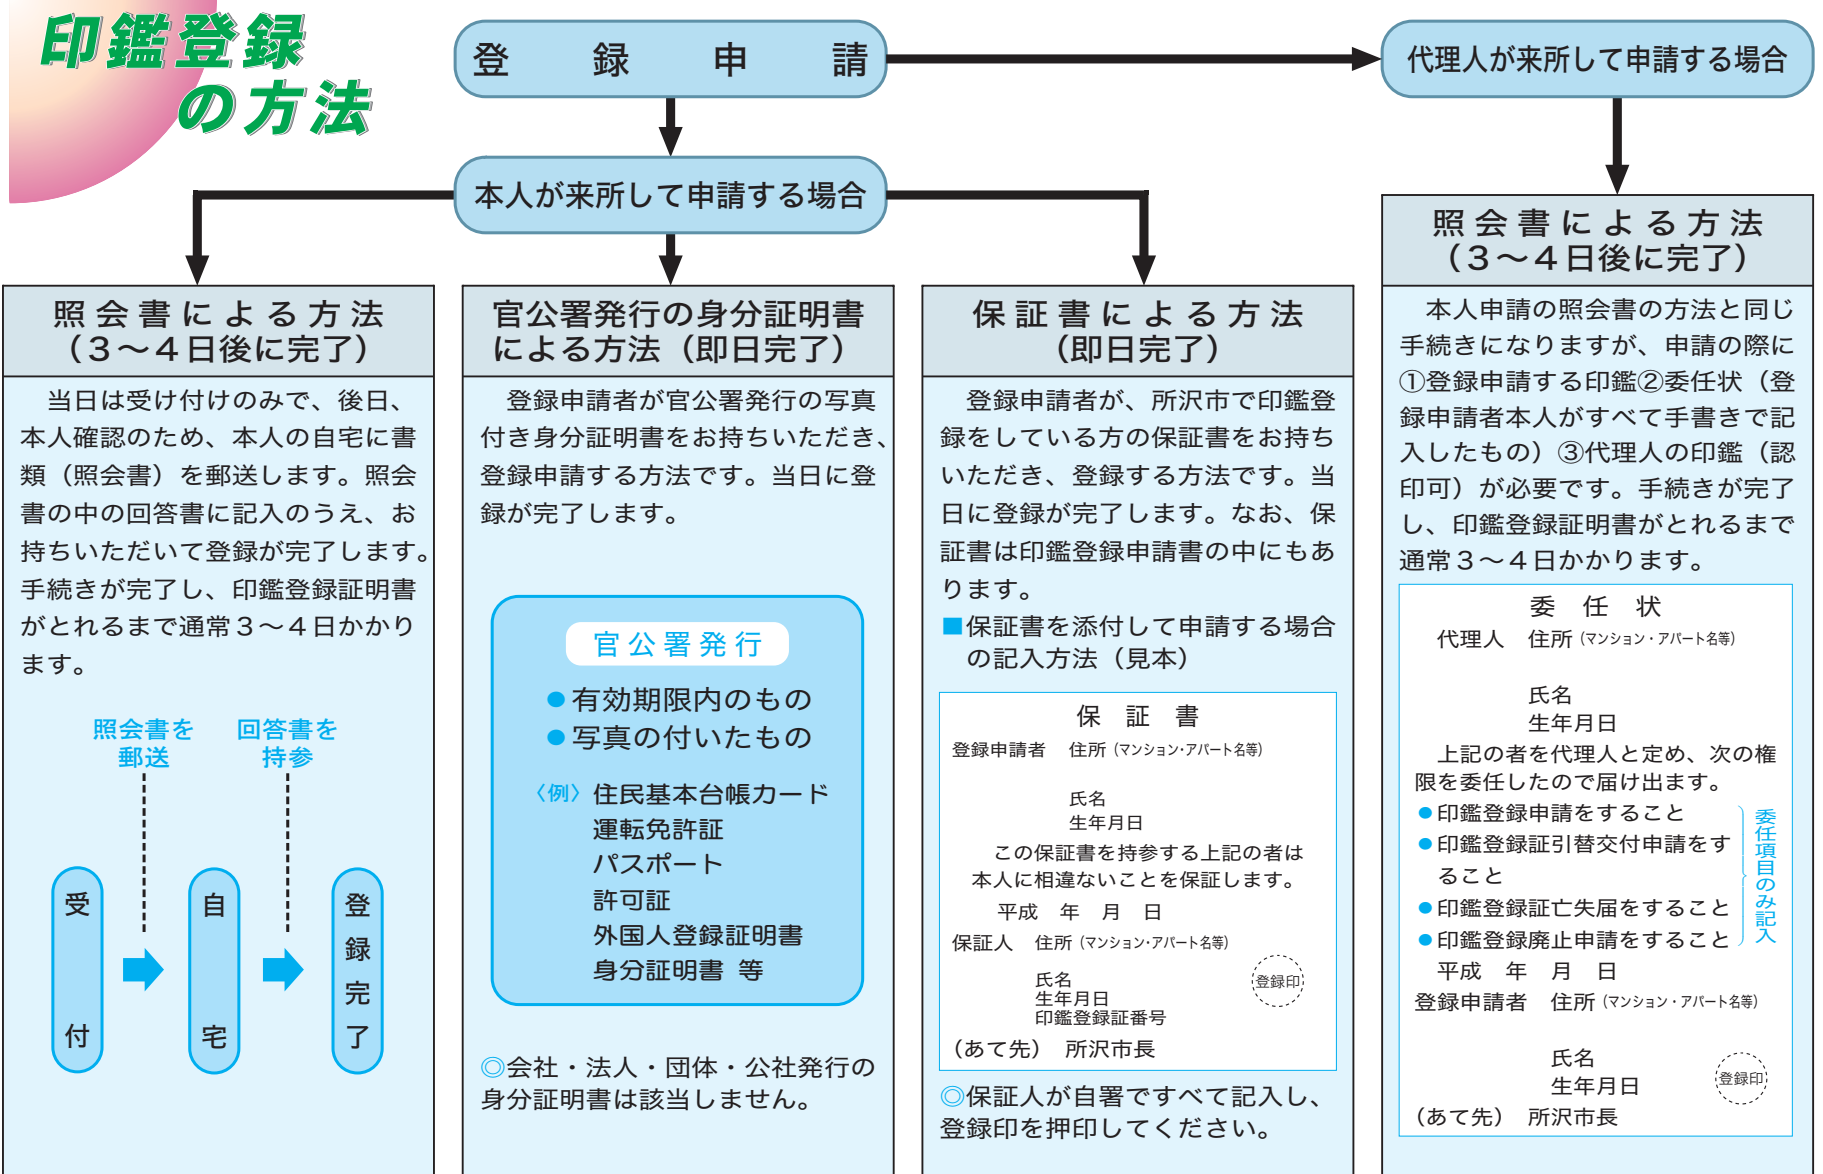 印鑑登録
の方法
登録申請
代理人が来所して申請する場合
本人が来所して申請する場合
照会書による方法
（３～４日後に完了）
当日は受け付けのみで、後日、
本人確認のため、本人の自宅に書
類（照会書）を郵送します。照会
書の中の回答書に記入のうえ、お
持ちいただいて登録が完了します。
手続きが完了し、印鑑登録証明書
がとれるまで通常３～４日かかり
ます。
照会書を
郵送
回答書を
持参
受付
自宅
登録完了
官公署発行の身分証明書
による方法（即日完了）
登録申請者が官公署発行の写真
付き身分証明書をお持ちいただき、
登録申請する方法です。当日に登
録が完了します。
官公署発行
●有効期限内のもの
●写真の付いたもの
〈例〉住民基本台帳カード
運転免許証
パスポート
許可証
外国人登録証明書
身分証明書 等
◎会社・法人・団体・公社発行の
身分証明書は該当しません。
保証書による方法
（即日完了）
登録申請者が、所沢市で印鑑登
録をしている方の保証書をお持ち
いただき、登録する方法です。当
日に登録が完了します。なお、保
証書は印鑑登録申請書の中にもあ
ります。
■保証書を添付して申請する場合
の記入方法（見本）
保証書
登録申請者 住所（マンション・アパート名等）
氏名
生年月日
この保証書を持参する上記の者は
本人に相違ないことを保証します。
平成 年 月 日
保証人 住所（マンション・アパート名等）
氏名
生年月日
印鑑登録証番号
登録印
（あて先） 所沢市長
◎保証人が自署ですべて記入し、
登録印を押印してください。
照会書による方法
（３～４日後に完了）
本人申請の照会書の方法と同じ
手続きになりますが、申請の際に
①登録申請する印鑑②委任状（登
録申請者本人がすべて手書きで記
入したもの）③代理人の印鑑（認
印可）が必要です。手続きが完了
し、印鑑登録証明書がとれるまで
通常３～４日かかります。
委任状
代理人 住所（マンション・アパート名等）
氏名
生年月日
上記の者を代理人と定め、次の権
限を委任したので届け出ます。
●印鑑登録申請をすること
●印鑑登録証引替交付申請をす
ること
●印鑑登録証亡失届をすること
●印鑑登録廃止申請をすること
委任項目のみ記入
平成 年 月 日
登録申請者 住所（マンション・アパート名等）
氏名
生年月日
登録印
（あて先） 所沢市長